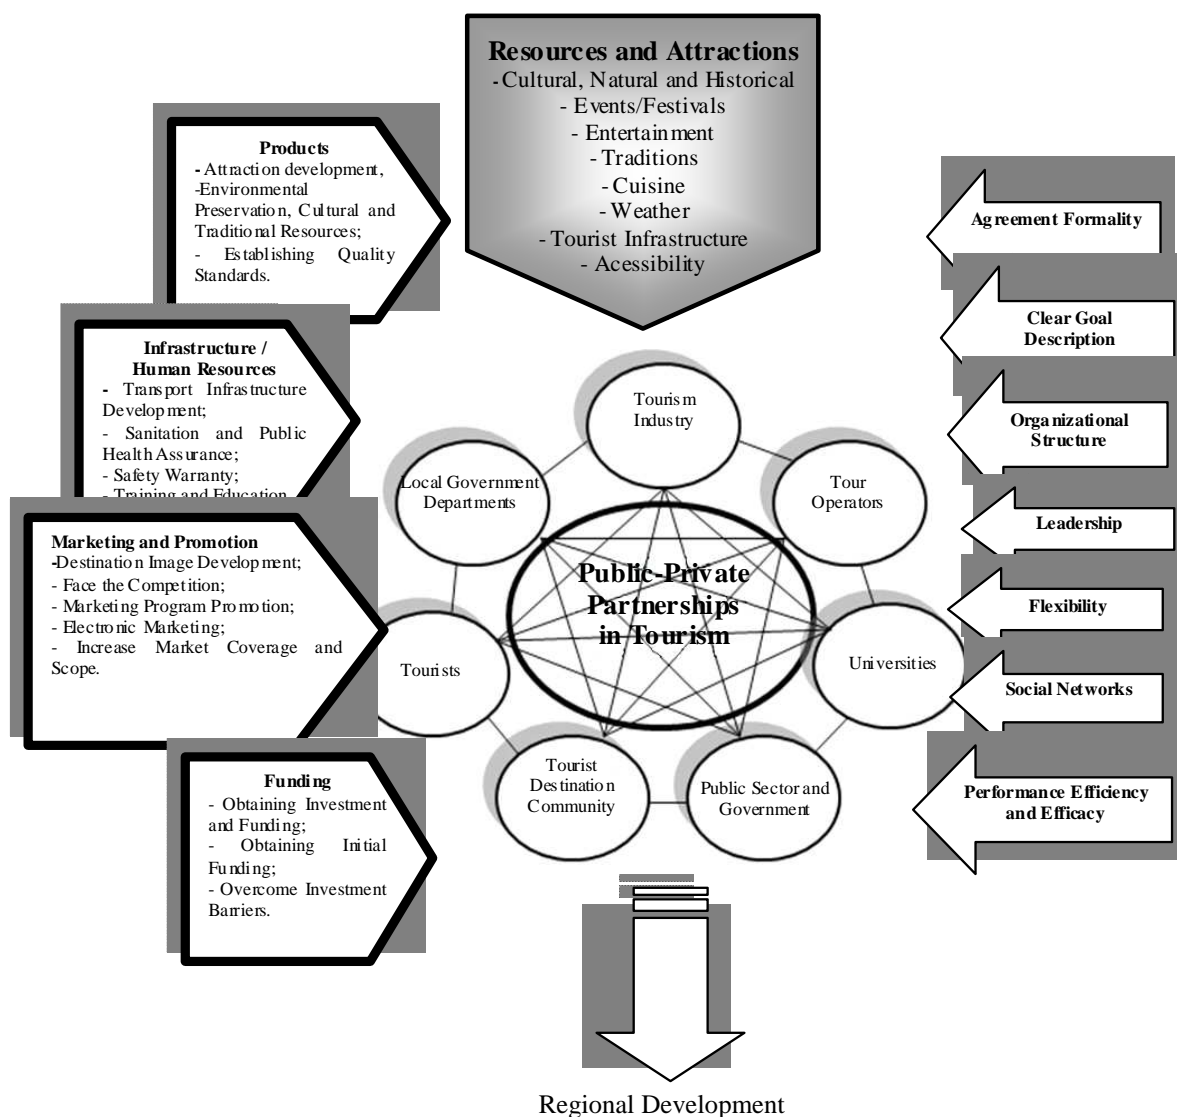 Resources and Attractions
- Cultural, Natural and Historical
- Events/Festivals
- Entertainment
- Traditions
- Cuisine
- Weather
- Tourist Infrastructure
- Acessibility
Products
- Attraction development,
-Environmental
Preservation, Cultural and
Traditional Resources;
- Establishing Quality
Standards.
Infrastructure /
Human Resources
- Transport Infrastructure
Development;
- Sanitation and Public
Health Assurance;
- Safety Warranty;
- Training and Education
Marketing and Promotion
-Destination Image Development;
- Face the Competition;
- Marketing Program Promotion;
- Electronic Marketing;
- Increase Market Coverage and
Scope.
Funding
- Obtaining Investment
and Funding;
- Obtaining Initial
Funding;
- Overcome Investment
Barriers.
Tourism
Industry
Local Government
Departments
Tour
Operators
Public-Private
Partnerships
in Tourism
Tourists
Universities
Tourist
Destination
Community
Public Sector and
Government
Agreement Formality
Clear Goal
Description
Organizational
Structure
Leadership
Flexibility
Social Networks
Performance Efficiency
and Efficacy
Regional Development